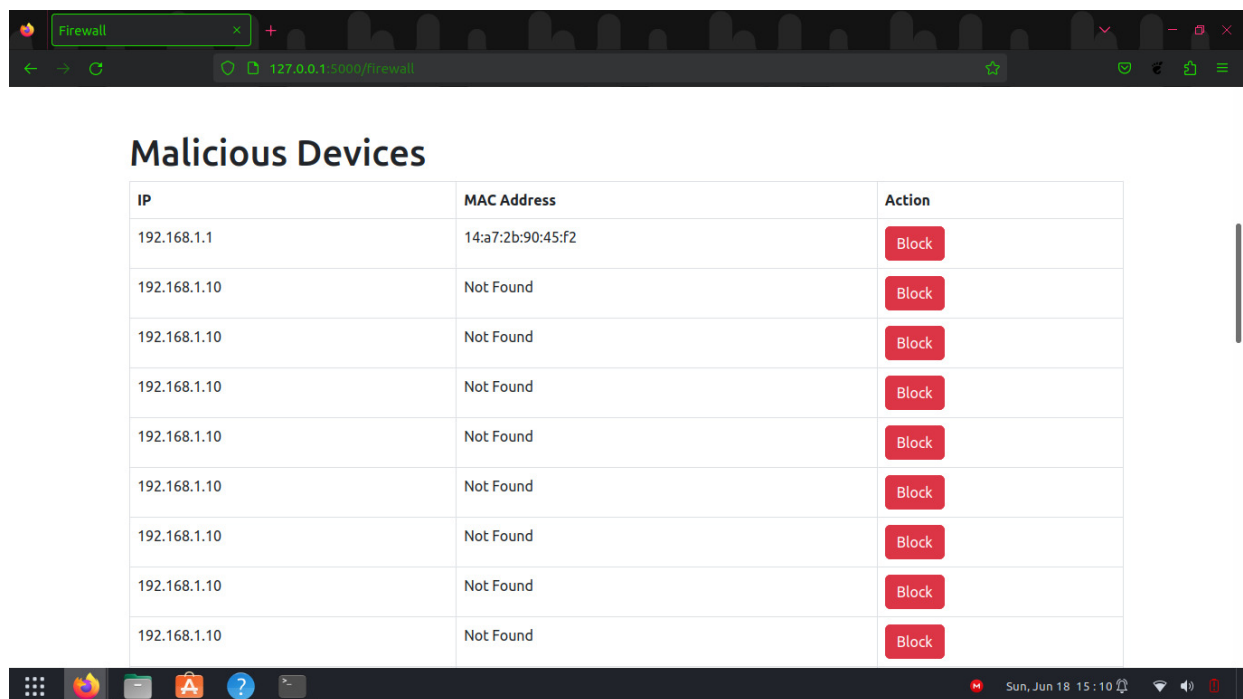 Firewall
127.0.0.1:5000/firewall
Malicious Devices
IP MAC Address Action
192.168.1.1 14:a7:2b:90:45:f2 Block
192.168.1.10 Not Found Block
192.168.1.10 Not Found Block
192.168.1.10 Not Found Block
192.168.1.10 Not Found Block
192.168.1.10 Not Found Block
192.168.1.10 Not Found Block
192.168.1.10 Not Found Block
192.168.1.10 Not Found Block
Sun, Jun 18 15:10